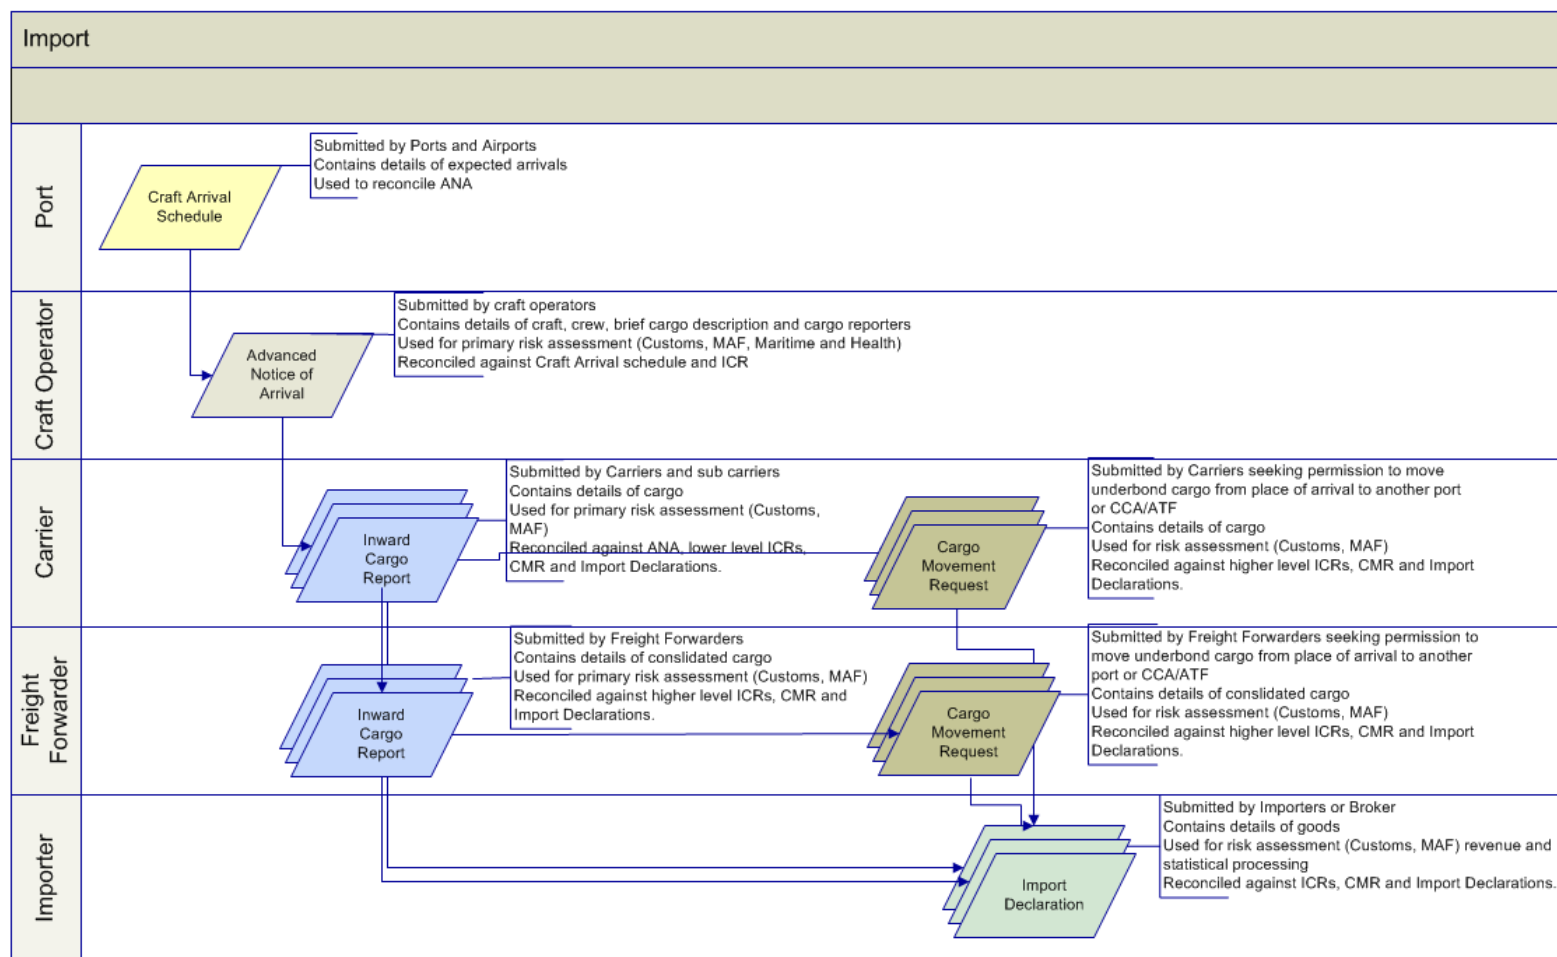 Import
Port
Craft Arrival
Schedule
Submitted by Ports and Airports
Contains details of expected arrivals
Used to reconcile ANA
Craft Operator
Advanced
Notice of
Arrival
Submitted by craft operators
Contains details of craft, crew, brief cargo description and cargo reporters
Used for primary risk assessment (Customs, MAF, Maritime and Health)
Reconciled against Craft Arrival schedule and ICR
Carrier
Inward
Cargo
Report
Submitted by Carriers and sub carriers
Contains details of cargo
Used for primary risk assessment (Customs,
MAF)
Reconciled against ANA, lower level ICRs,
CMR and Import Declarations.
Cargo
Movement
Request
Submitted by Carriers seeking permission to move
underbond cargo from place of arrival to another port
or CCA/ATF
Contains details of cargo
Used for risk assessment (Customs, MAF)
Reconciled against higher level ICRs, CMR and Import
Declarations.
Freight
Forwarder
Inward
Cargo
Report
Submitted by Freight Forwarders
Contains details of conslidated cargo
Used for primary risk assessment (Customs, MAF)
Reconciled against higher level ICRs, CMR and
Import Declarations.
Cargo
Movement
Request
Submitted by Freight Forwarders seeking permission to
move underbond cargo from place of arrival to another
port or CCA/ATF
Contains details of conslidated cargo
Used for risk assessment (Customs, MAF)
Reconciled against higher level ICRs, CMR and Import
Declarations.
Importer
Import
Declaration
Submitted by Importers or Broker
Contains details of goods
Used for risk assessment (Customs, MAF) revenue and
statistical processing
Reconciled against ICRs, CMR and Import Declarations.